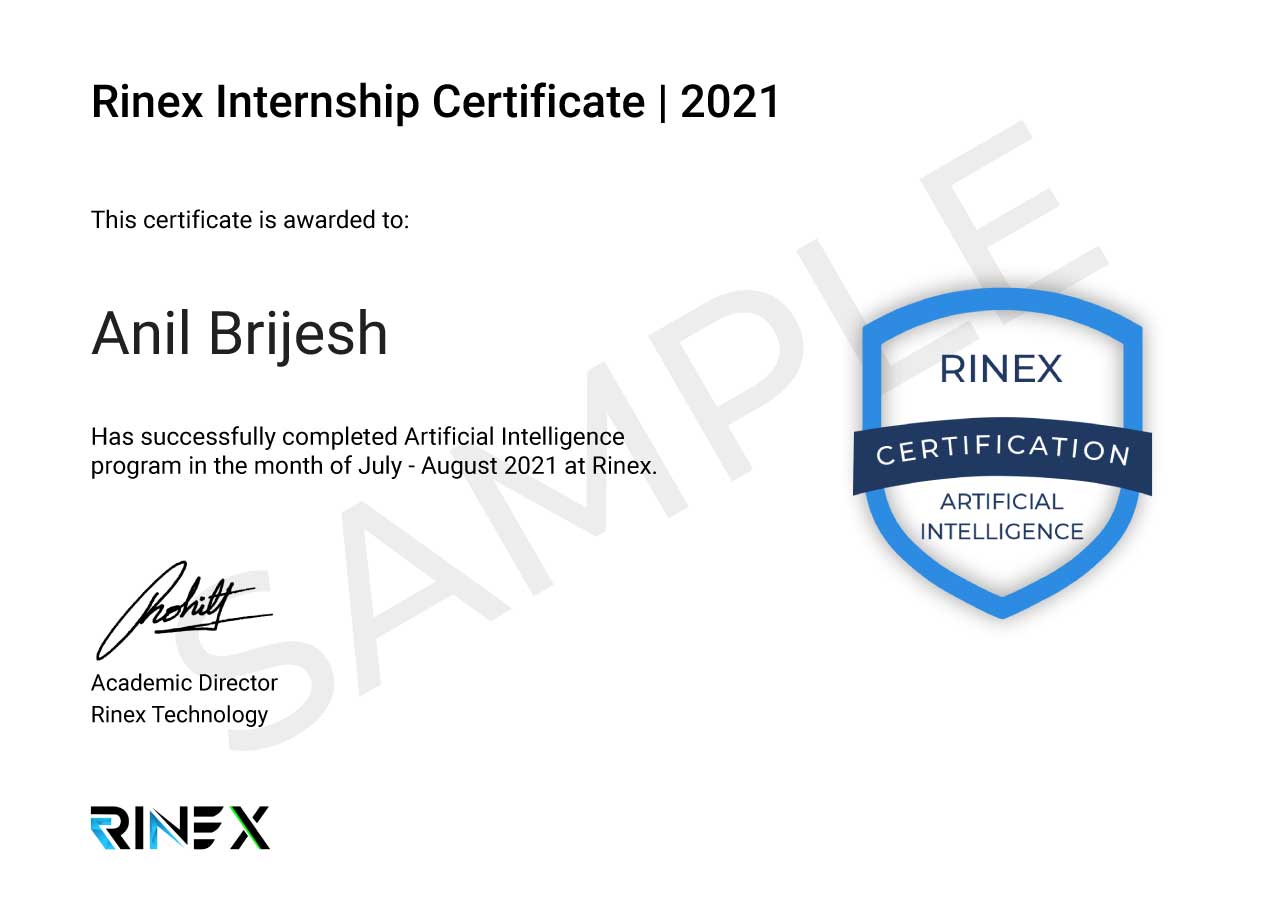 Rinex Internship Certificate | 2021
This certificate is awarded to:
Anil Brijesh
Has successfully completed Artificial Intelligence
program in the month of July - August 2021 at Rinex.
Academic Director
Rinex Technology
RINEX
RINEX
CERTIFICATION
ARTIFICIAL
INTELLIGENCE
SAMPLE